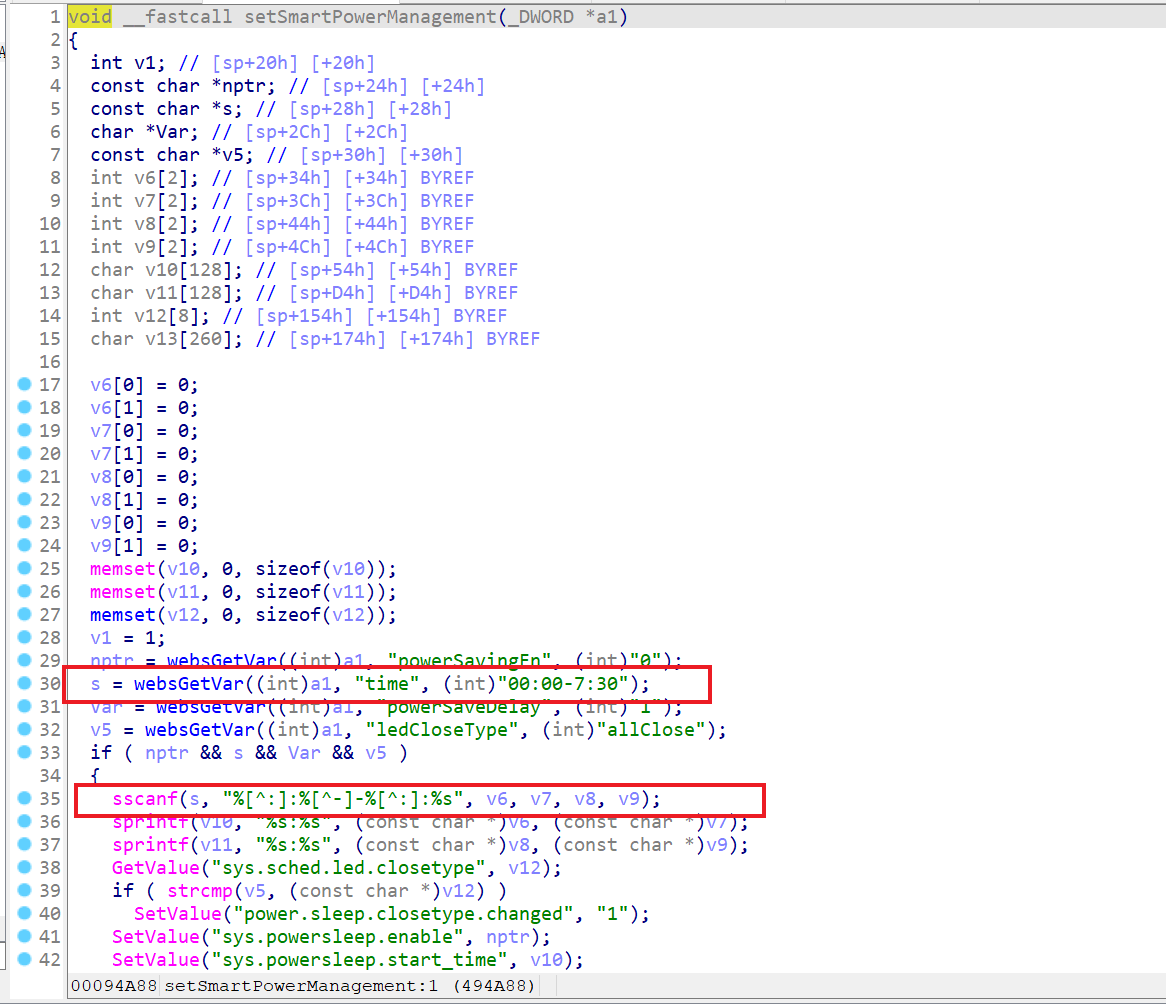 A
1 void __fastcall setSmartPowerManagement(_DWORD *a1)
2 {
3 int v1; // [sp+20h] [+20h]
4 const char *nptr; // [sp+24h] [+24h]
5 const char *s; // [sp+28h] [+28h]
6 char *Var; // [sp+2Ch] [+2Ch]
7 const char *v5; // [sp+30h] [+30h]
8 int v6[2]; // [sp+34h] [+34h] BYREF
9 int v7[2]; // [sp+3Ch] [+3Ch] BYREF
10 int v8[2]; // [sp+44h] [+44h] BYREF
11 int v9[2]; // [sp+4Ch] [+4Ch] BYREF
12 char v10[128]; // [sp+54h] [+54h] BYREF
13 char v11[128]; // [sp+D4h] [+D4h] BYREF
14 int v12[8]; // [sp+154h] [+154h] BYREF
15 char v13[260]; // [sp+174h] [+174h] BYREF
16
17 v6[0] = 0;
18 v6[1] = 0;
19 v7[0] = 0;
20 v7[1] = 0;
21 v8[0] = 0;
22 v8[1] = 0;
23 v9[0] = 0;
24 v9[1] = 0;
25 memset(v10, 0, sizeof(v10));
26 memset(v11, 0, sizeof(v11));
27 memset(v12, 0, sizeof(v12));
28 v1 = 1;
29 nptr = websGetVar((int)a1, "powerSavingEn", (int)"0");
30 s = websGetVar((int)a1, "time", (int)"00:00-7:30");
31 Var = websGetVar((int)a1, "powerSaveDelay", (int)"1");
32 v5 = websGetVar((int)a1, "ledCloseType", (int)"allClose");
33 if ( nptr && s && Var && v5 )
34 {
35 sscanf(s, "%[^:]:%[^-]-%[^:]:%s", v6, v7, v8, v9);
36 sprintf(v10, "%s:%s", (const char *)v6, (const char *)v7);
37 sprintf(v11, "%s:%s", (const char *)v8, (const char *)v9);
38 GetValue("sys.sched.led.closetype", v12);
39 if ( strcmp(v5, (const char *)v12) )
40 SetValue("power.sleep.closetype.changed", "1");
41 SetValue("sys.powersleep.enable", nptr);
42 SetValue("sys.powersleep.start_time", v10);
00094A88 setSmartPowerManagement:1 (494A88)